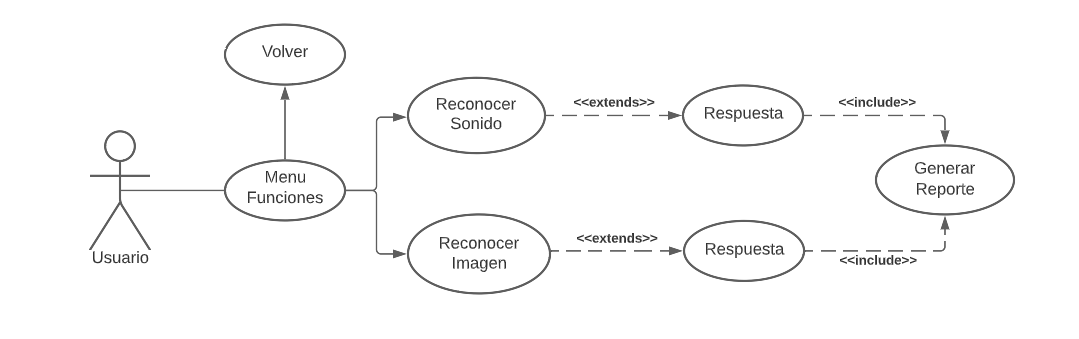 Volver
Usuario
Menu
Funciones
Reconocer
Sonido
<<extends>>
Respuesta
<<include>>
Generar
Reporte
Reconocer
Imagen
<<extends>>
Respuesta
<<include>>